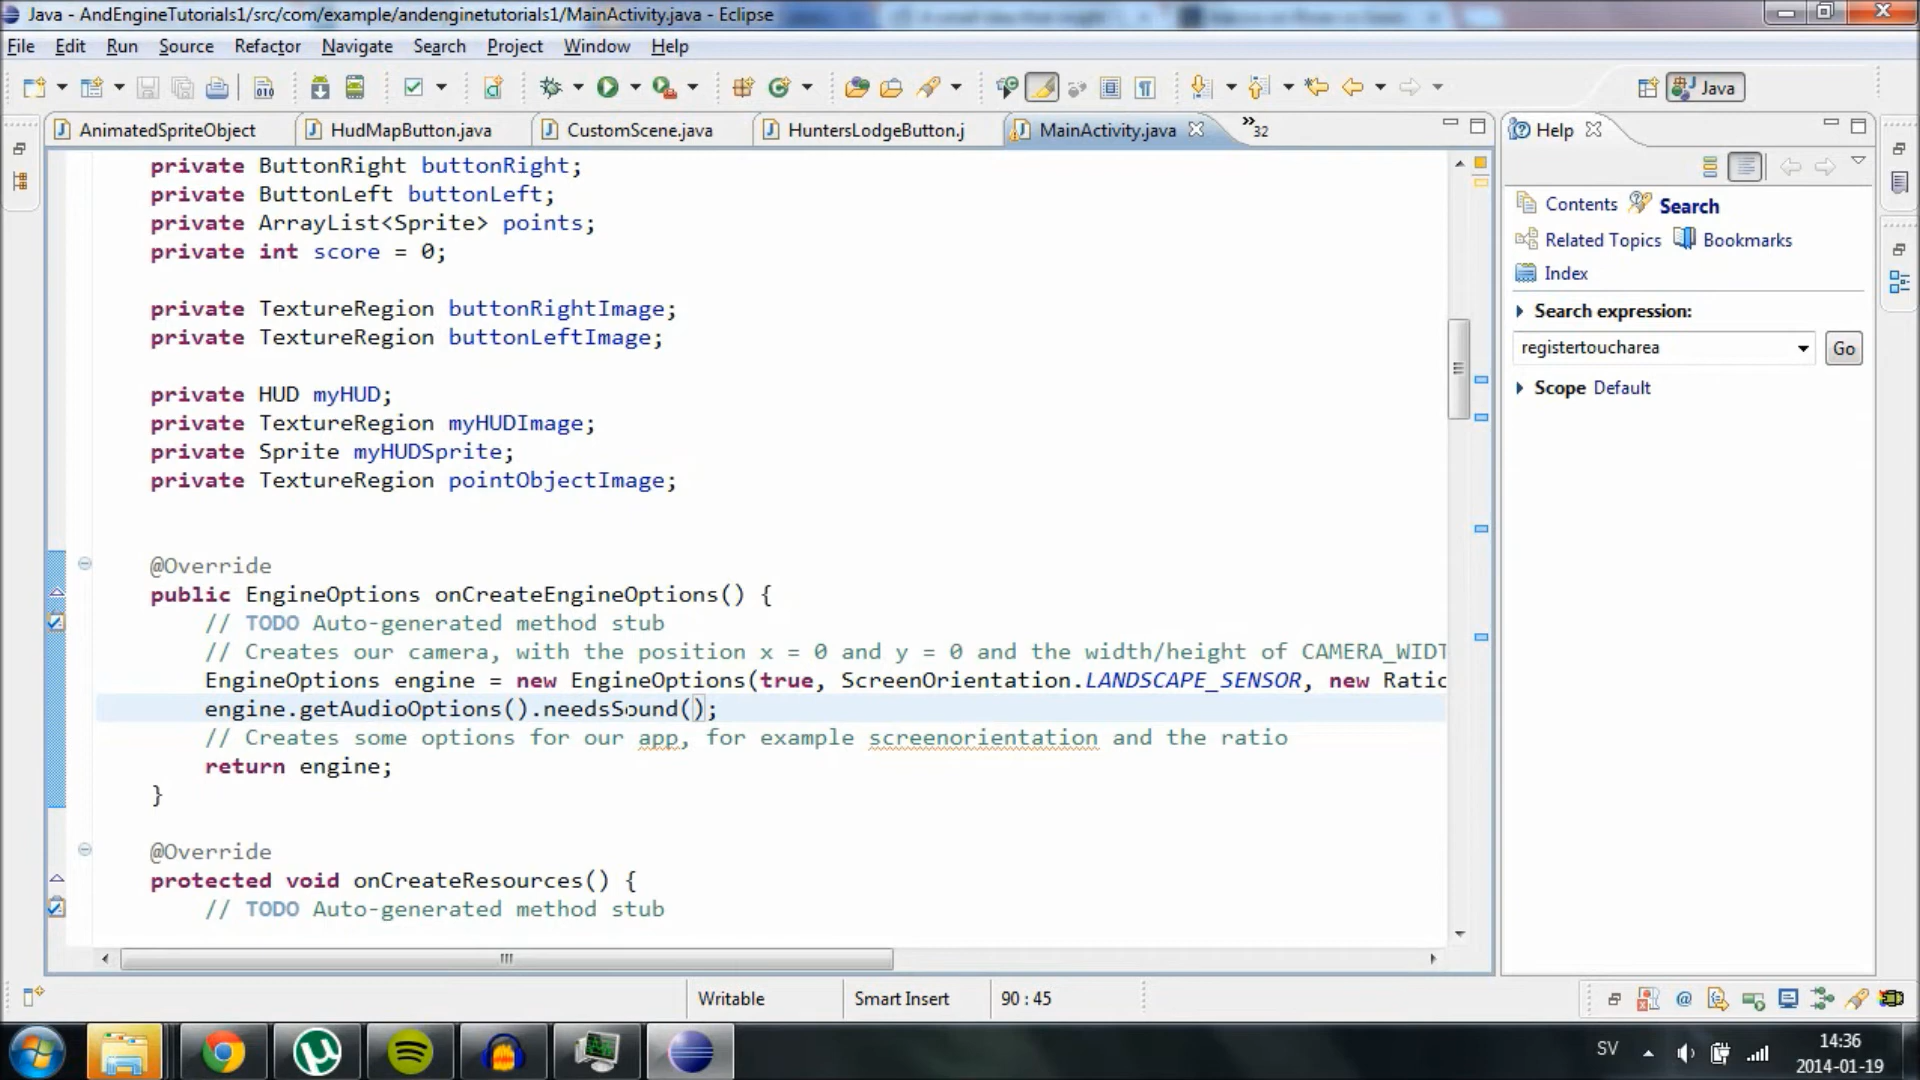 Java - AndEngineTutorials1/src/com/example/andenginetutorials1/MainActivity.java - Eclipse
File Edit Run Source Refactor Navigate Search Project Window Help
Java
AnimatedSpriteObject HudMapButton.java CustomScene.java HuntersLodgeButton.j MainActivity.java »32
Help
private ButtonRight buttonRight;
private ButtonLeft buttonLeft;
private ArrayList<Sprite> points;
private int score = 0;
private TextureRegion buttonRightImage;
private TextureRegion buttonLeftImage;
private HUD myHUD;
private TextureRegion myHUDImage;
private Sprite myHUDSprite;
private TextureRegion pointObjectImage;
@Override
public EngineOptions onCreateEngineOptions() {
// TODO Auto-generated method stub
// Creates our camera, with the position x = 0 and y = 0 and the width/height of CAMERA_WIDT
EngineOptions engine = new EngineOptions(true, ScreenOrientation.LANDSCAPE_SENSOR, new Ratio
engine.getAudioOptions().needsSound();
// Creates some options for our app, for example screenorientation and the ratio
return engine;
}
@Override
protected void onCreateResources() {
// TODO Auto-generated method stub
Contents Search
Related Topics Bookmarks
Index
Search expression:
registertoucharea Go
Scope Default
Writable Smart Insert 90 : 45
SV 14:36
2014-01-19